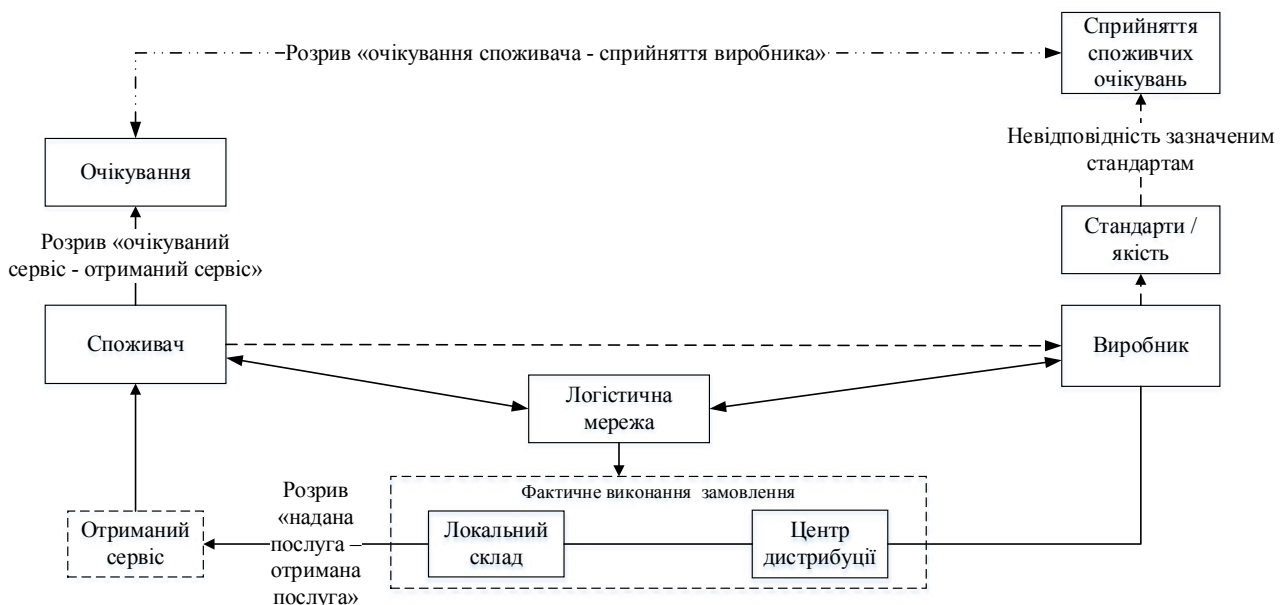 Розрив «очікування споживача - сприйняття виробника»
Сприйняття
споживчих
очікувань
Невідповідність зазначеним
стандартам
Очікування
Стандарти /
якість
Розрив «очікуваний
сервіс - отриманий сервіс»
Споживач
Виробник
Логістична
мережа
Фактичне виконання замовлення
Розрив
«надана
послуга –
отримана
послуга»
Отриманий
сервіс
Локальний
склад
Центр
дистрибуції